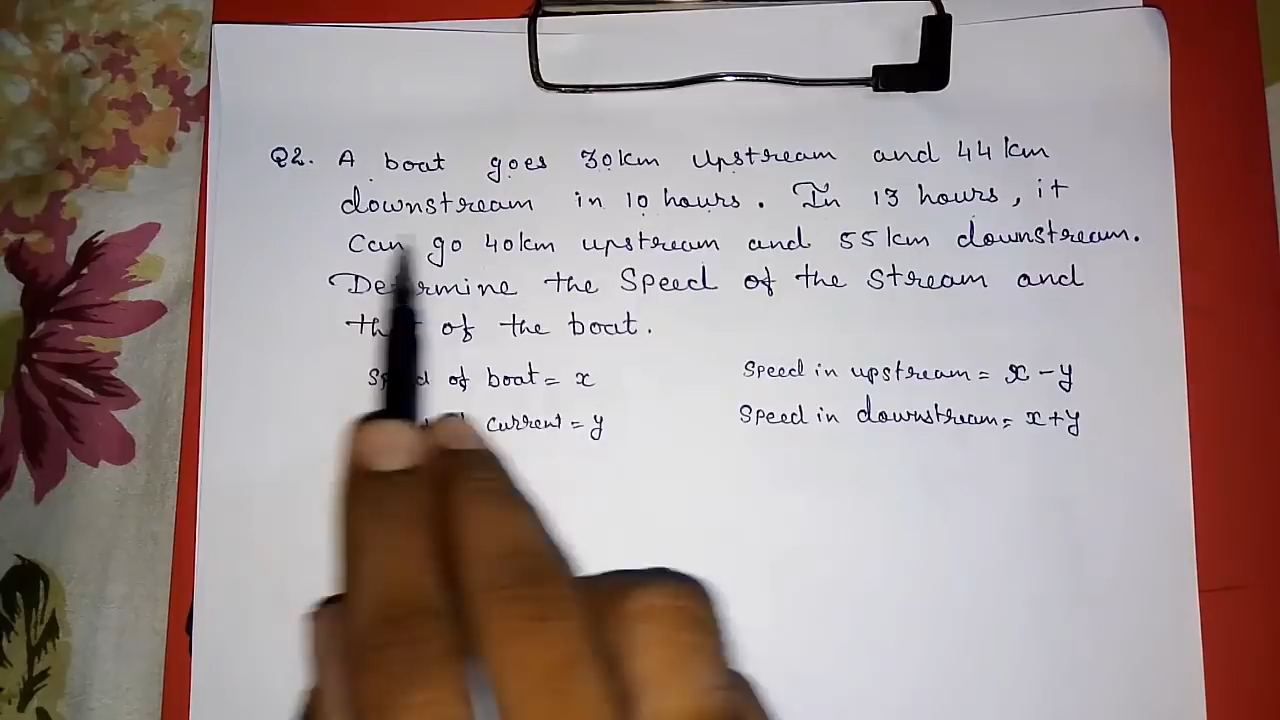 Q2. A boat goes 30km upstream and 44 km
downstream in 10 hours. In 13 hours, it
can go 40km upstream and 55km downstream.
Determine the Speed of the stream and
of the boat.
of boat = x
current = y
Speed in upstream = x - y
Speed in downstream = x + y